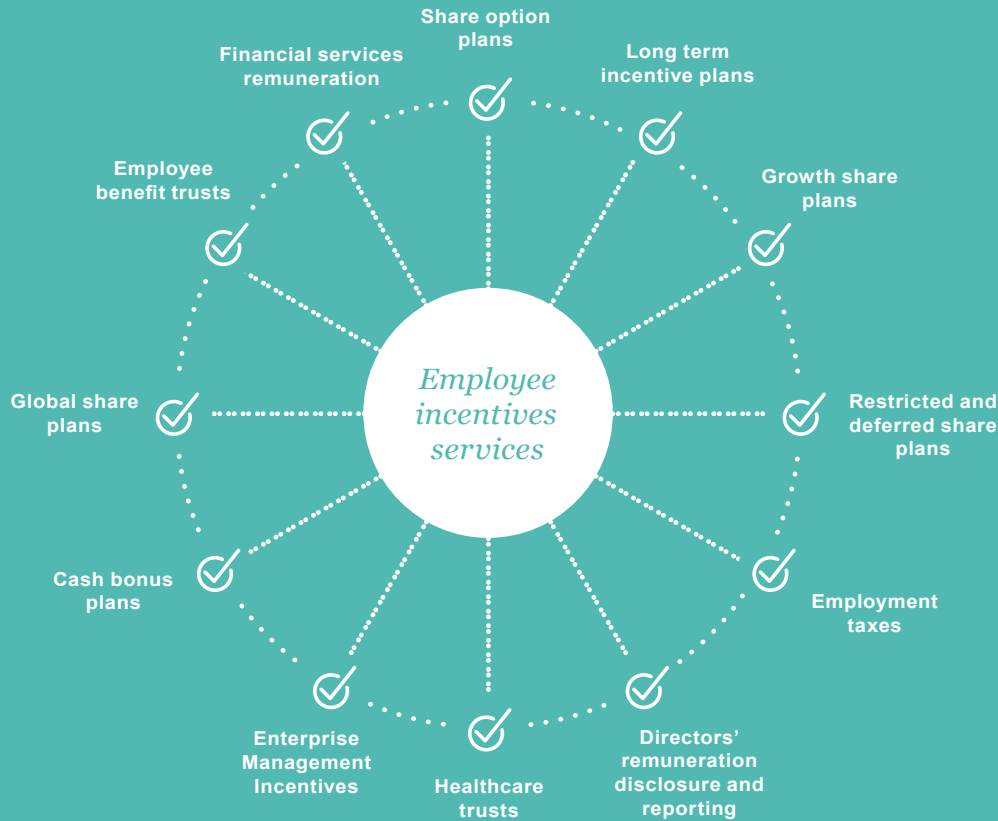 Share option
plans
Long term
incentive plans
Growth share
plans
Restricted and
deferred share
plans
Employment
taxes
Directors’
remuneration
disclosure and
reporting
Healthcare
trusts
Enterprise
Management
Incentives
Cash bonus
plans
Global share
plans
Employee
benefit trusts
Financial services
remuneration
Employee
incentives
services